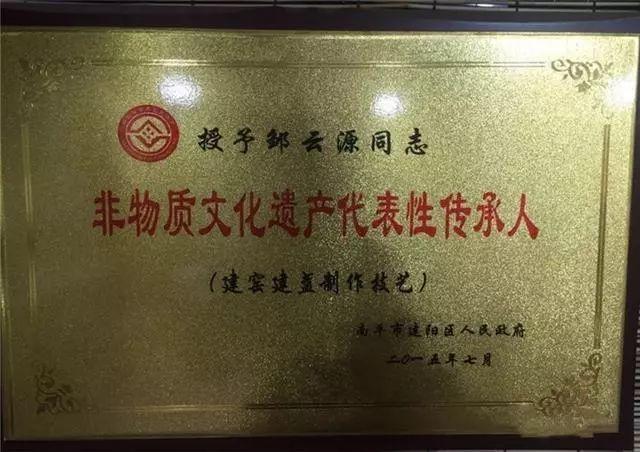 授予邹云源同志
非物质文化遗产代表性传承人
(建窑建盏制作技艺)
南平市建阳区人民政府
二〇一五年七月